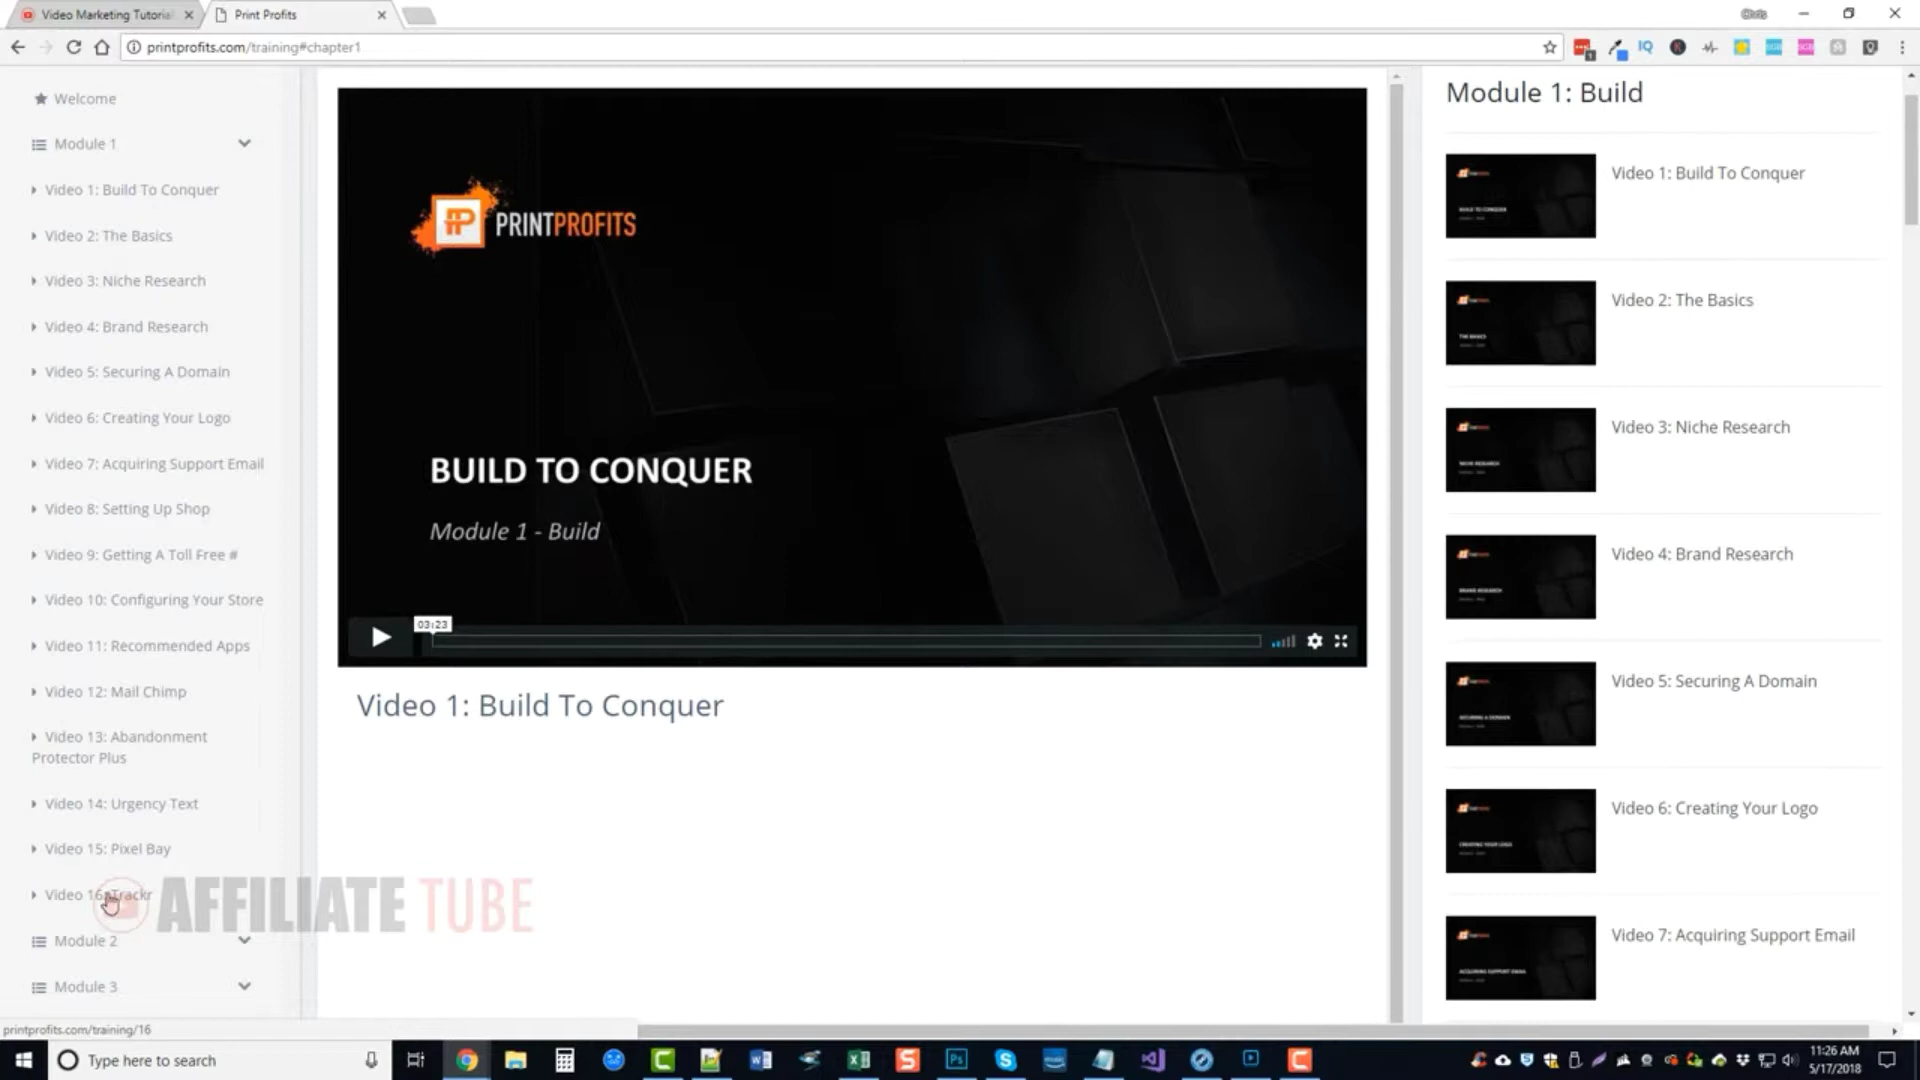 Video Marketing Tutorial
Print Profits
Chris
printprofits.com/training#chapter1
Welcome
Module 1
Video 1: Build To Conquer
Video 2: The Basics
Video 3: Niche Research
Video 4: Brand Research
Video 5: Securing A Domain
Video 6: Creating Your Logo
Video 7: Acquiring Support Email
Video 8: Setting Up Shop
Video 9: Getting A Toll Free #
Video 10: Configuring Your Store
Video 11: Recommended Apps
Video 12: Mail Chimp
Video 13: Abandonment
Protector Plus
Video 14: Urgency Text
Video 15: Pixel Bay
Video 16: Trackr
Module 2
Module 3
printprofits.com/training/16
PRINTPROFITS
BUILD TO CONQUER
Module 1 - Build
03:23
Video 1: Build To Conquer
AFFILIATE TUBE
Module 1: Build
Video 1: Build To Conquer
Video 2: The Basics
Video 3: Niche Research
Video 4: Brand Research
Video 5: Securing A Domain
Video 6: Creating Your Logo
Video 7: Acquiring Support Email
Type here to search
11:26 AM
5/17/2018